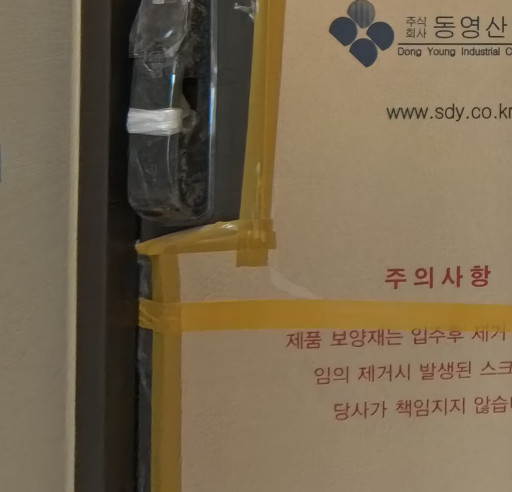 주식
회사 동영산
Dong Young Industrial C
www.sdy.co.kr
주의사항
제품 보양재는 입주후 제거
임의 제거시 발생된 스크
당사가 책임지지 않습